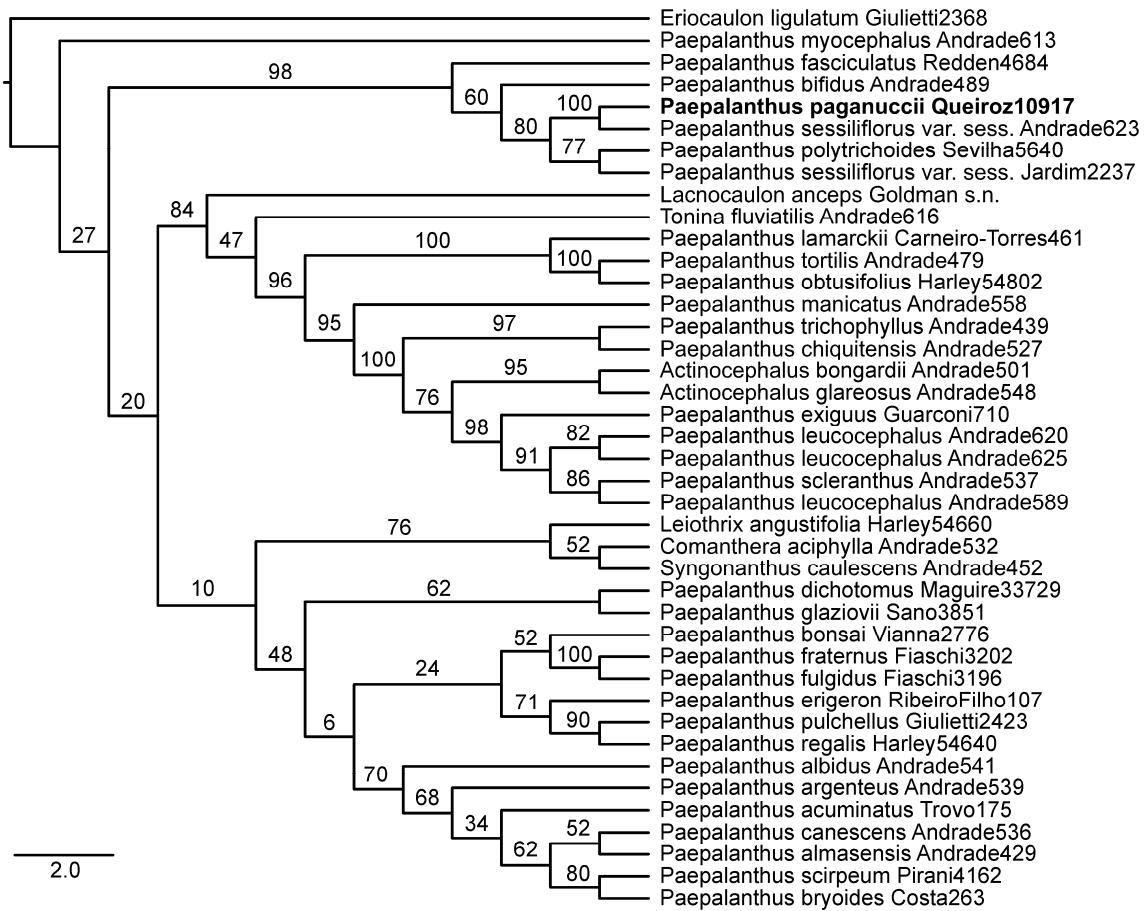 Eriocaulon ligulatum Giulietti2368
Paepalanthus myocephalus Andrade613
98
Paepalanthus fasciculatus Redden4684
60
Paepalanthus bifidus Andrade489
100
Paepalanthus paganuccii Queiroz10917
80
Paepalanthus sessiliflorus var. sess. Andrade623
77
Paepalanthus polytrichoides Sevilha5640
Paepalanthus sessiliflorus var. sess. Jardim2237
84
Lacnocaulon anceps Goldman s.n.
27
47
Tonina fluviatilis Andrade616
100
Paepalanthus lamarckii Carneiro-Torres461
96
100
Paepalanthus tortilis Andrade479
Paepalanthus obtusifolius Harley54802
95
Paepalanthus manicatus Andrade558
97
Paepalanthus trichophyllus Andrade439
100
Paepalanthus chiquitensis Andrade527
95
Actinocephalus bongardii Andrade501
76
Actinocephalus glareosus Andrade548
20
98
Paepalanthus exiguus Guarconi710
82
Paepalanthus leucocephalus Andrade620
91
Paepalanthus leucocephalus Andrade625
86
Paepalanthus scleranthus Andrade537
Paepalanthus leucocephalus Andrade589
76
Leiothrix angustifolia Harley54660
52
Comanthera aciphylla Andrade532
Syngonanthus caulescens Andrade452
10
62
Paepalanthus dichotomus Maguire33729
Paepalanthus glaziovii Sano3851
48
52
Paepalanthus bonsai Vianna2776
24
100
Paepalanthus fraternus Fiaschi3202
Paepalanthus fulgidus Fiaschi3196
71
Paepalanthus erigeron RibeiroFilho107
6
90
Paepalanthus pulchellus Giulietti2423
Paepalanthus regalis Harley54640
70
Paepalanthus albidus Andrade541
68
Paepalanthus argenteus Andrade539
34
Paepalanthus acuminatus Trovo175
52
Paepalanthus canescens Andrade536
62
Paepalanthus almasensis Andrade429
80
Paepalanthus scirpeum Pirani4162
Paepalanthus bryoides Costa263
2.0